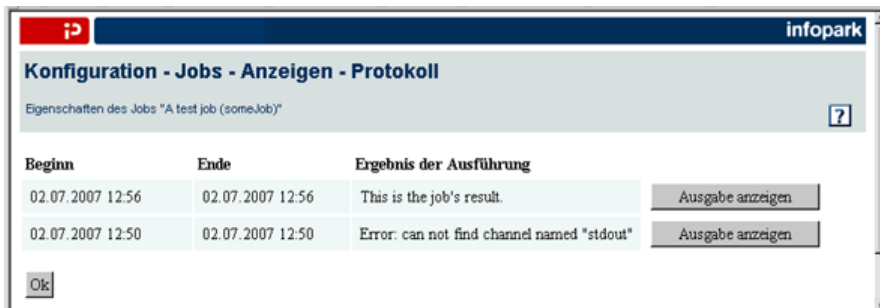 infopark
Konfiguration - Jobs - Anzeigen - Protokoll
Eigenschaften des Jobs "A test job (someJob)"
?
Beginn Ende Ergebnis der Ausführung
02.07.2007 12:56 02.07.2007 12:56 This is the job's result. Ausgabe anzeigen
02.07.2007 12:50 02.07.2007 12:50 Error: can not find channel named "stdout" Ausgabe anzeigen
Ok